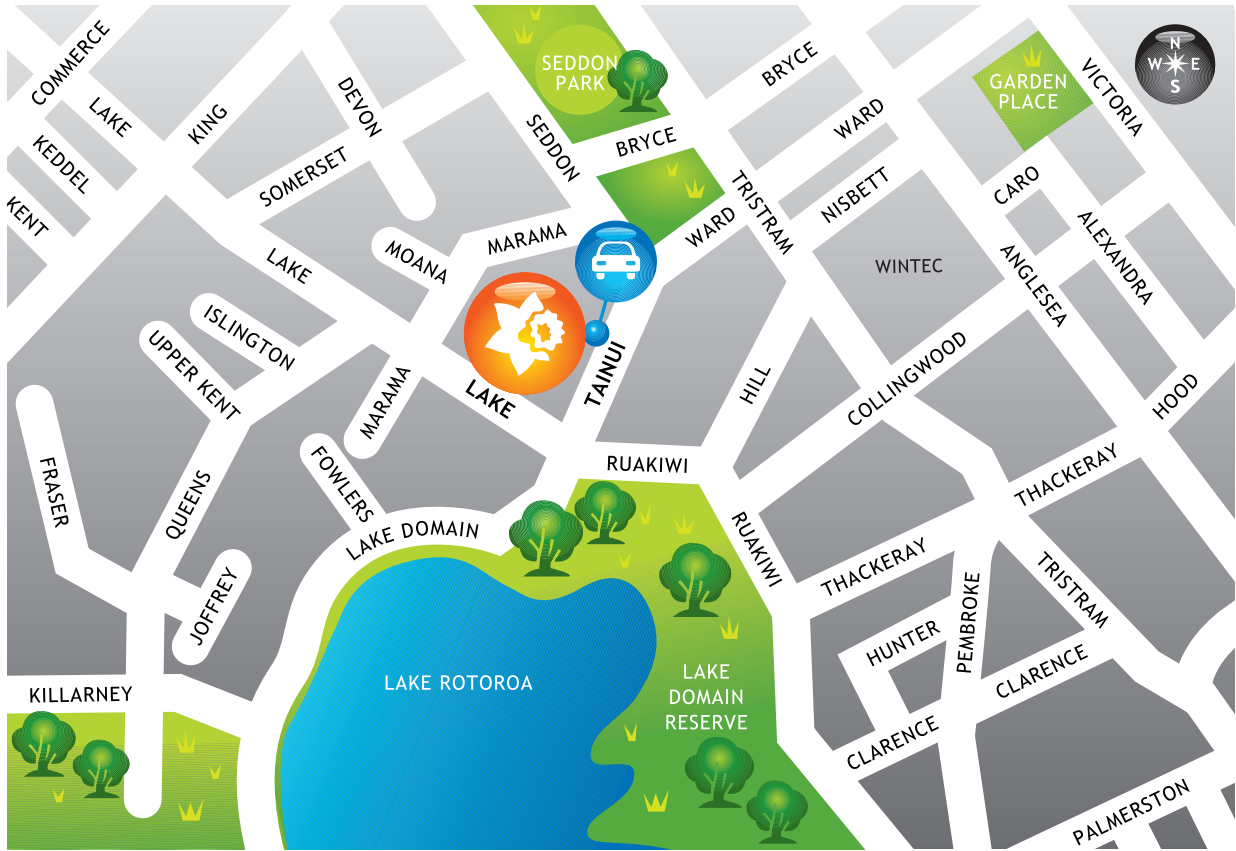 COMMERCE
LAKE
KING
DEVON
SEDDON
PARK
BRYCE
WARD
GARDEN
PLACE
VICTORIA
N
W E
S
KEDDEL
KENT
SOMERSET
SEDDON
BRYCE
TRISTRAM
NISBETT
CARO
ALEXANDRA
MARAMA
MOANA
WARD
WINTEC
ANGLESEA
LAKE
ISLINGTON
UPPER KENT
MARAMA
LAKE
TAINUI
HILL
COLLINGWOOD
HOOD
FRASER
QUEENS
FOWLERS
RUAKIWI
THACKERAY
LAKE DOMAIN
RUAKIWI
THACKERAY
TRISTRAM
JOFFREY
PEMBROKE
HUNTER
CLARENCE
KILLARNEY
LAKE ROTOROA
LAKE
DOMAIN
RESERVE
CLARENCE
PALMERSTON